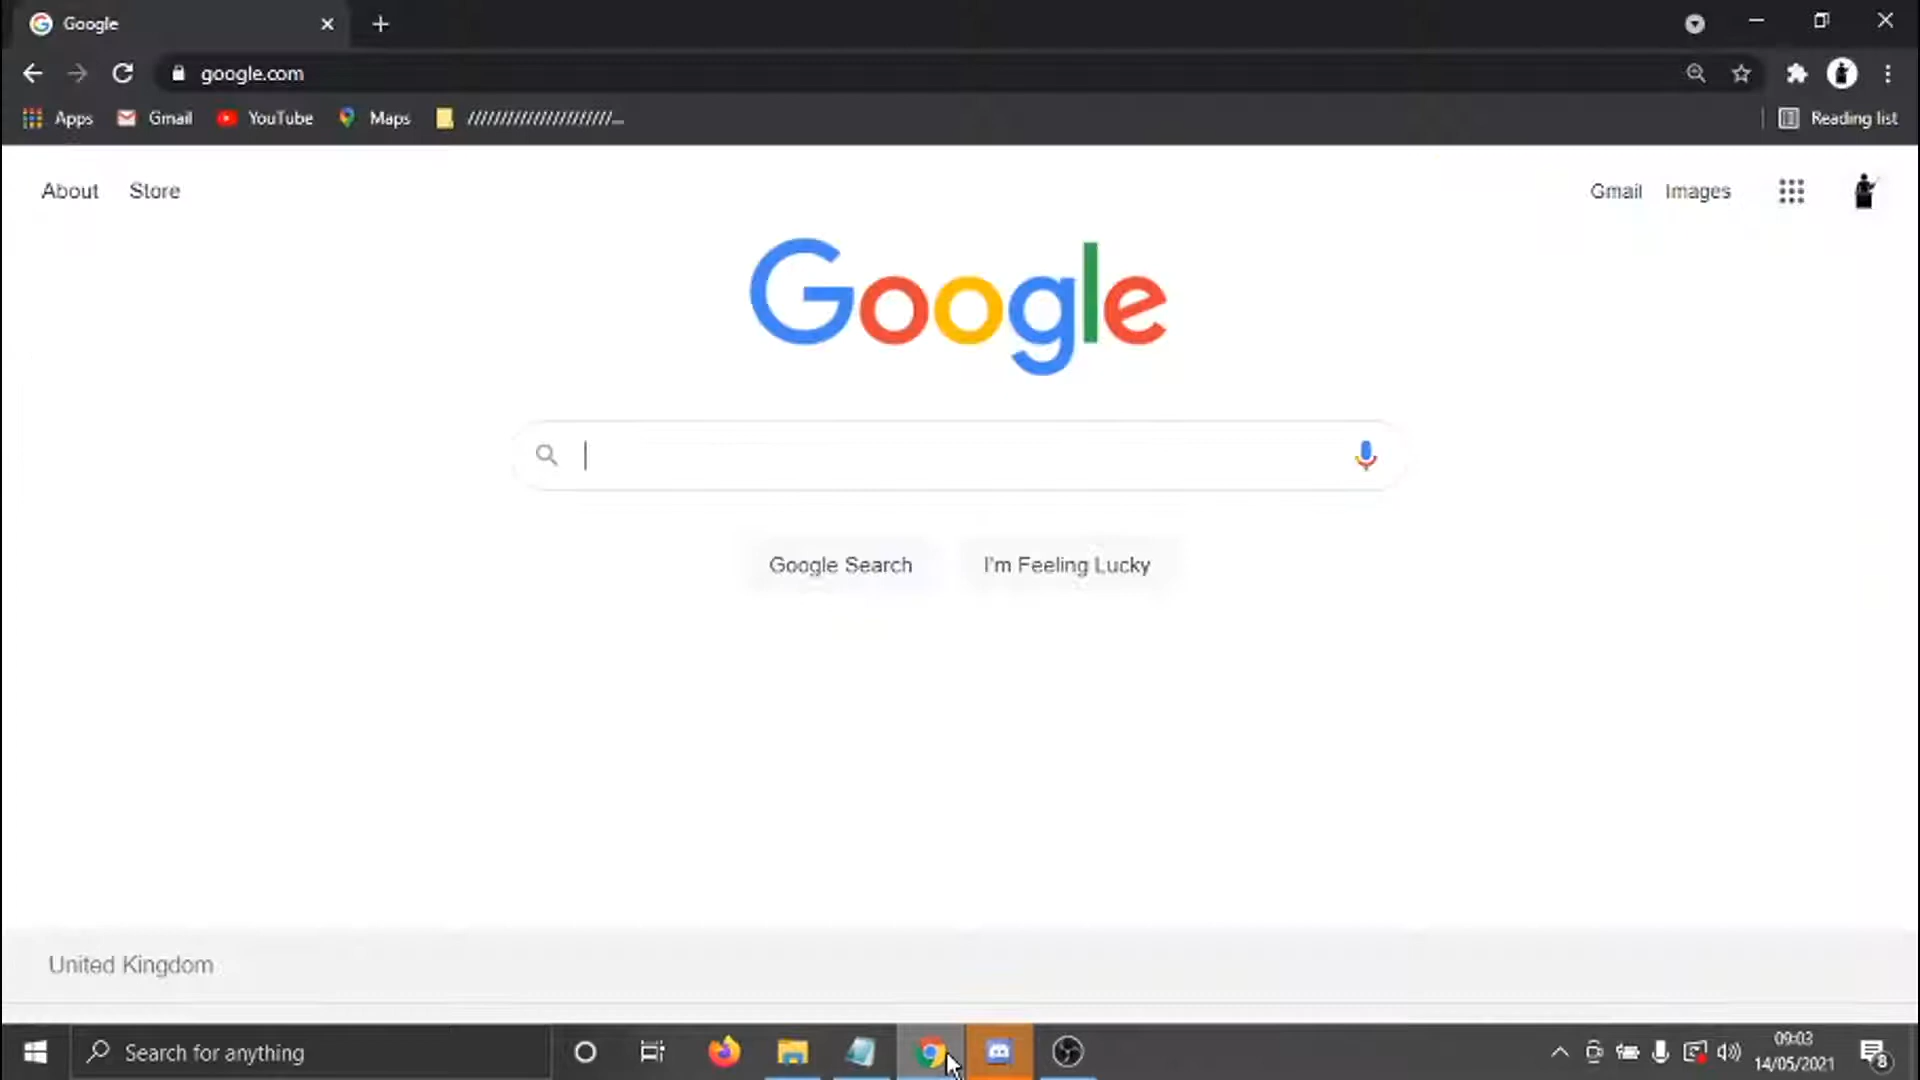 Google
google.com
Apps Gmail YouTube Maps //////////////////////...
Reading list
About Store
Gmail Images
Google
Google Search I'm Feeling Lucky
United Kingdom
Search for anything
09:03
14/05/2021
8